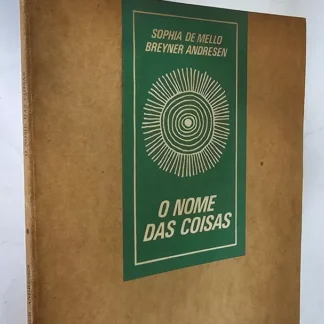 SOPHIA DE MELLO
BREYNER ANDRESEN
O NOME
DAS COISAS